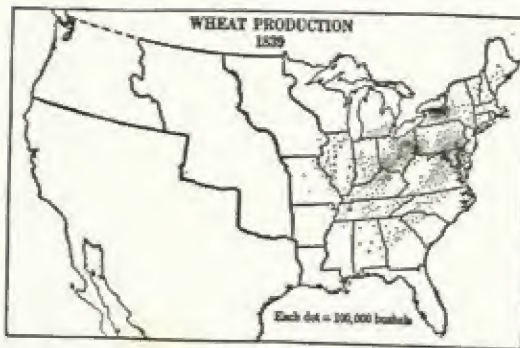 WHEAT PRODUCTION
1839
Each dot = 100,000 bushels